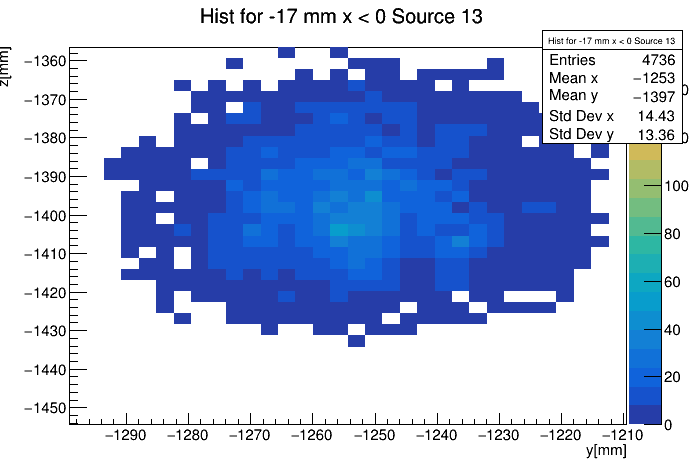 Hist for -17 mm x < 0 Source 13
z[mm]
Hist for -17 mm x < 0 Source 13
Entries 4736
Mean x −1253
Mean y −1397
Std Dev x 14.43
Std Dev y 13.36
−1360
−1370
−1380
−1390
−1400
−1410
−1420
−1430
−1440
−1450
−1290
−1280
−1270
−1260
−1250
−1240
−1230
−1220
−1210
y[mm]
120
100
80
60
40
20
0